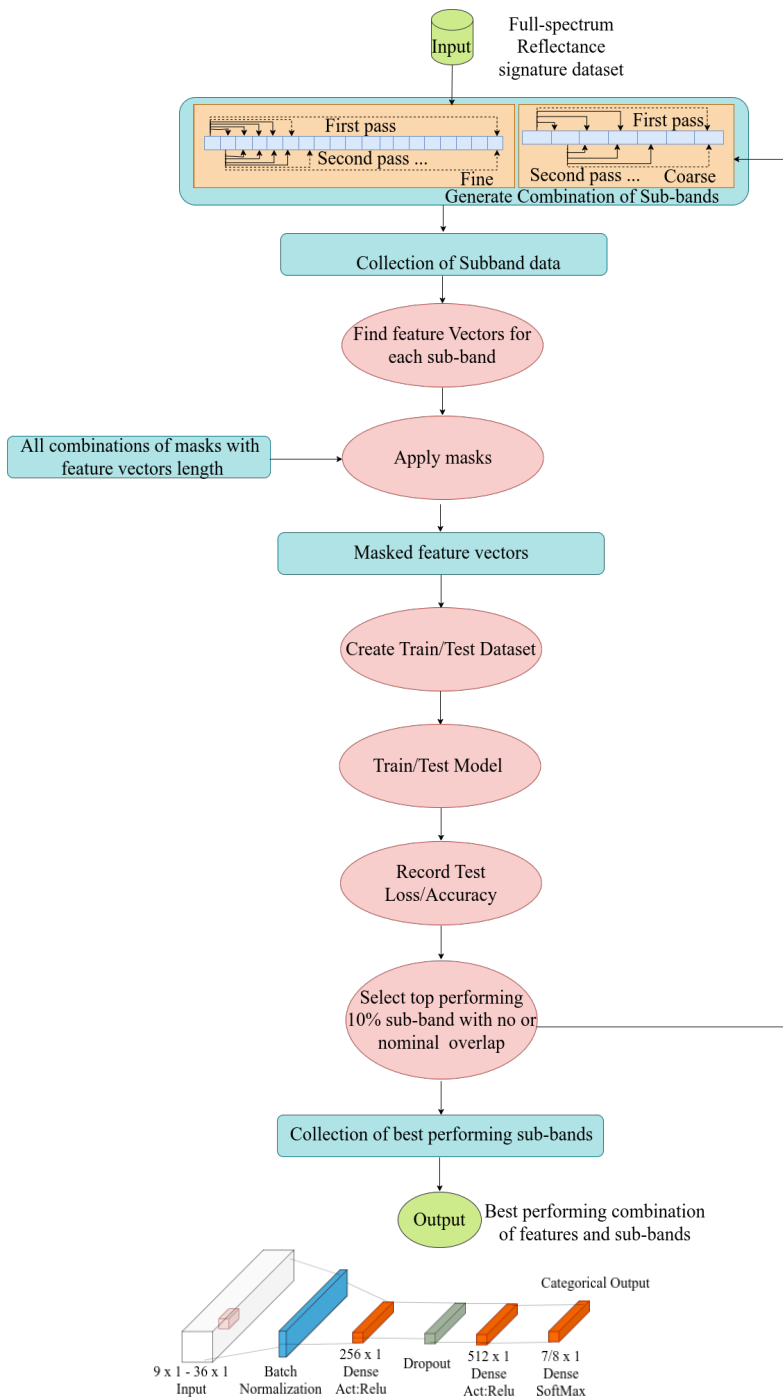 Input
Full-spectrum
Reflectance
signature dataset
First pass
Second pass ...
Fine
First pass
Second pass ...
Coarse
Generate Combination of Sub-bands
Collection of Subband data
Find feature Vectors for
each sub-band
All combinations of masks with
feature vectors length
Apply masks
Masked feature vectors
Create Train/Test Dataset
Train/Test Model
Record Test
Loss/Accuracy
Select top performing
10% sub-band with no or
nominal overlap
Collection of best performing sub-bands
Output
Best performing combination
of features and sub-bands
Categorical Output
9 x 1 - 36 x 1
Input
Batch
Normalization
256 x 1
Dense
Act:Relu
Dropout
512 x 1
Dense
Act:Relu
7/8 x 1
Dense
SoftMax